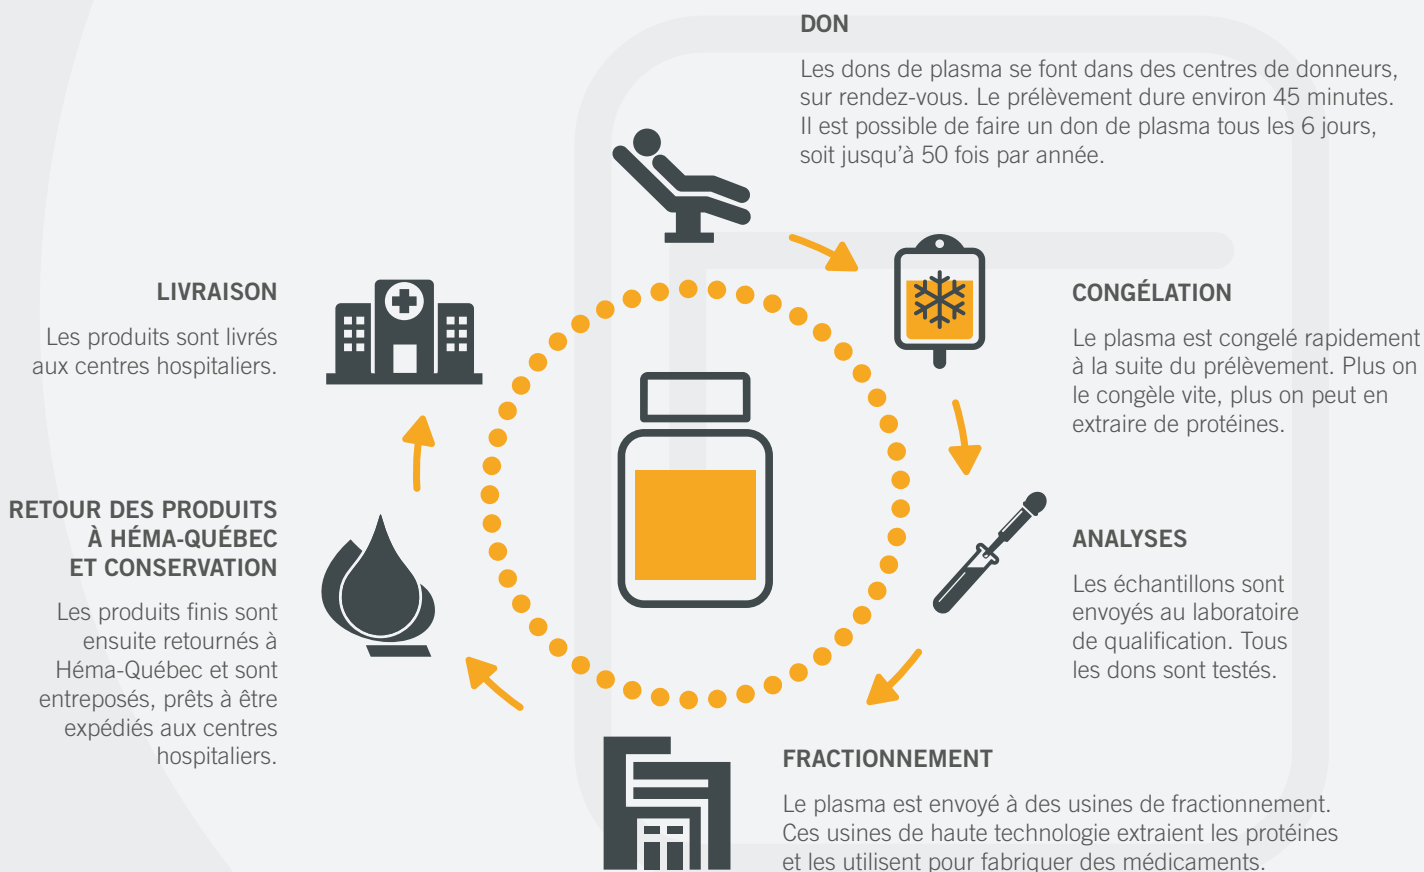 DON
Les dons de plasma se font dans des centres de donneurs,
sur rendez-vous. Le prélèvement dure environ 45 minutes.
Il est possible de faire un don de plasma tous les 6 jours,
soit jusqu'à 50 fois par année.
CONGÉLATION
Le plasma est congelé rapidement
à la suite du prélèvement. Plus on
le congèle vite, plus on peut en
extraire de protéines.
ANALYSES
Les échantillons sont
envoyés au laboratoire
de qualification. Tous
les dons sont testés.
FRACTIONNEMENT
Le plasma est envoyé à des usines de fractionnement.
Ces usines de haute technologie extraient les protéines
et les utilisent pour fabriquer des médicaments.
RETOUR DES PRODUITS
À HÉMA-QUÉBEC
ET CONSERVATION
Les produits finis sont
ensuite retournés à
Héma-Québec et sont
entreposés, prêts à être
expédiés aux centres
hospitaliers.
LIVRAISON
Les produits sont livrés
aux centres hospitaliers.